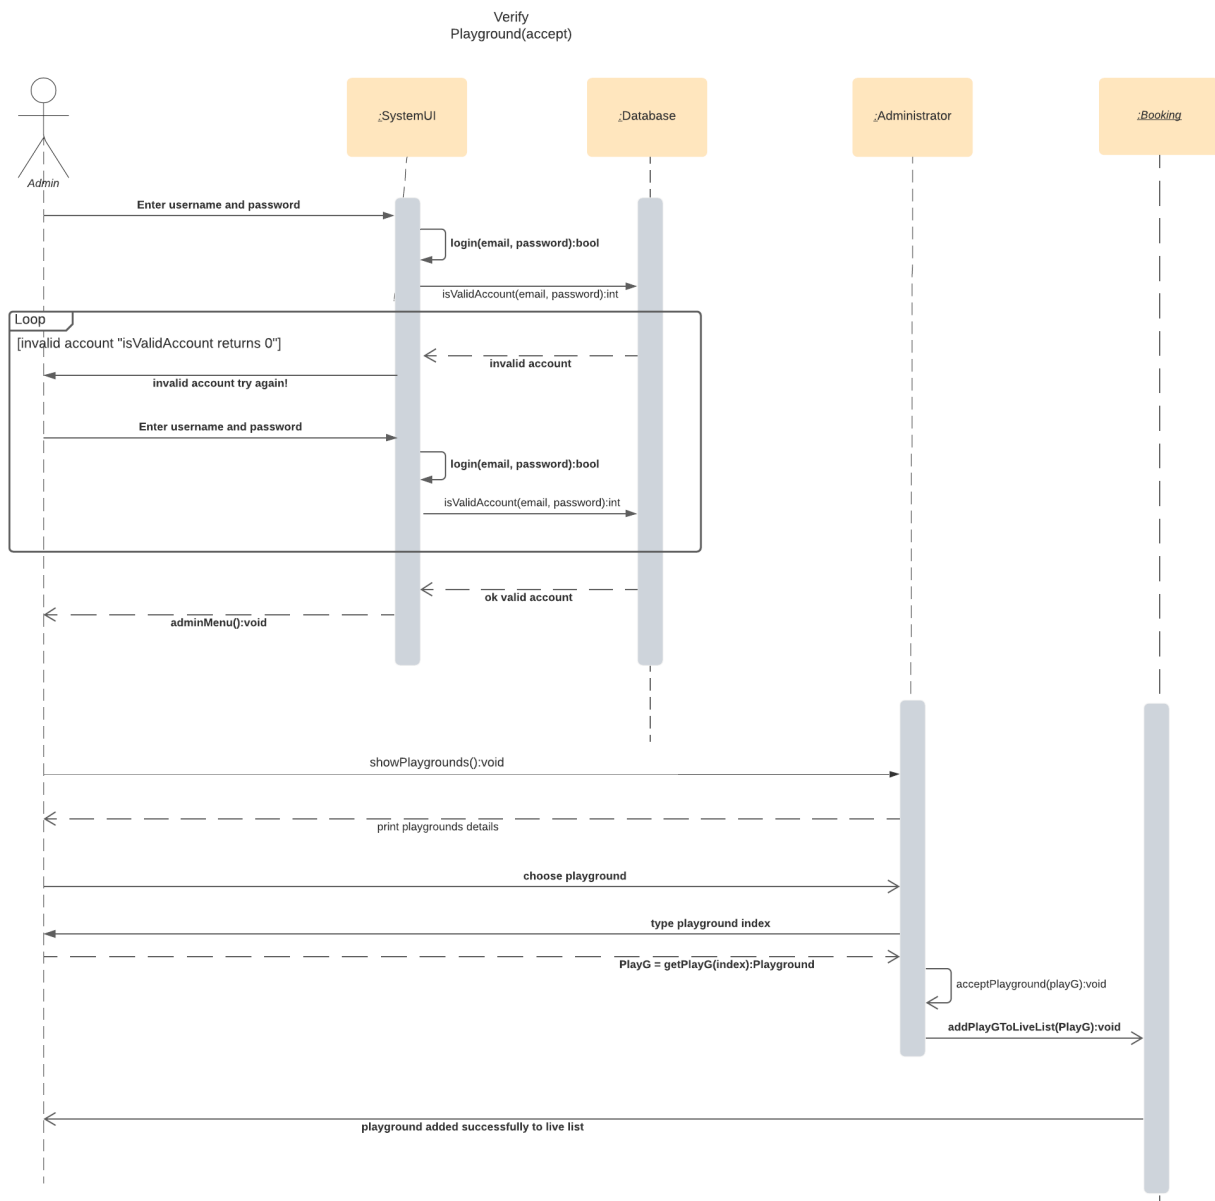 Verify
Playground(accept)
:SystemUI
:Database
:Administrator
:Booking
Admin
Enter username and password
login(email, password):bool
isValidAccount(email, password):int
Loop
[invalid account "isValidAccount returns 0"]
invalid account
invalid account try again!
Enter username and password
login(email, password):bool
isValidAccount(email, password):int
ok valid account
adminMenu():void
showPlaygrounds():void
print playgrounds details
choose playground
type playground index
PlayG = getPlayG(index):Playground
acceptPlayground(playG):void
addPlayGToLiveList(PlayG):void
playground added successfully to live list